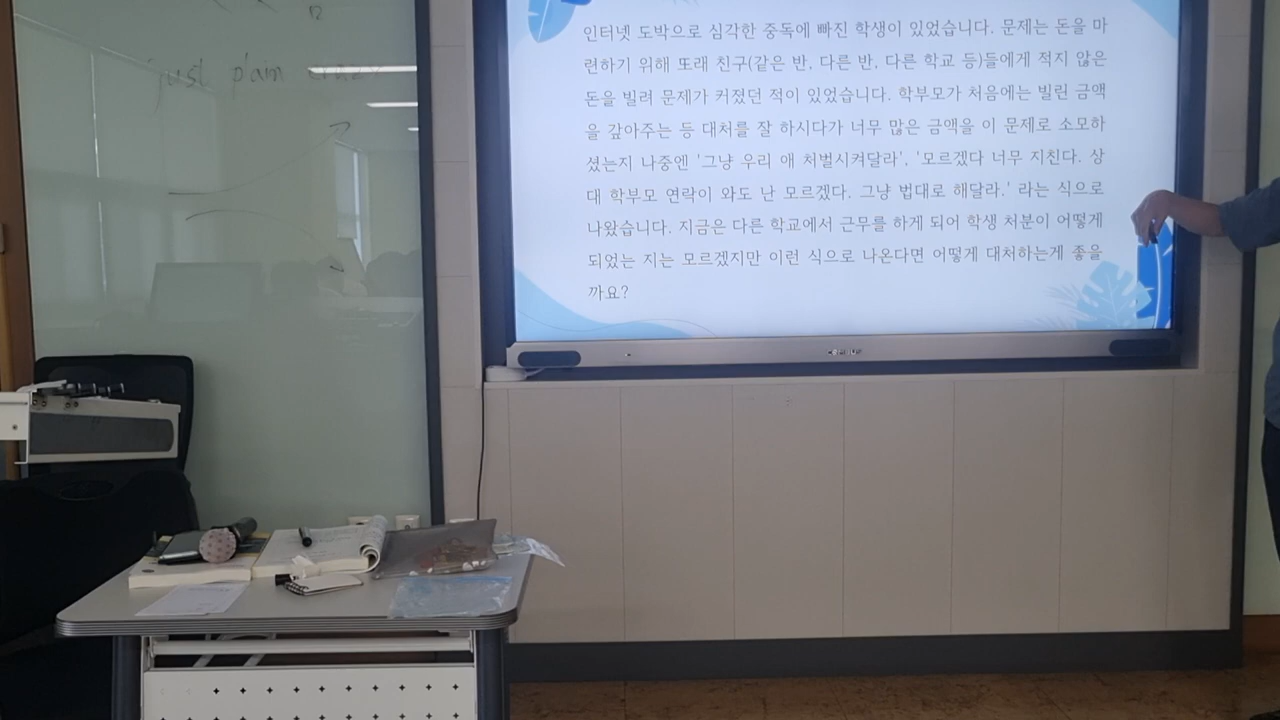 just plain
인터넷 도박으로 심각한 중독에 빠진 학생이 있었습니다. 문제는 돈을 마
련하기 위해 또래 친구(같은 반, 다른 반, 다른 학교 등)들에게 적지 않은
돈을 빌려 문제가 커졌던 적이 있었습니다. 학부모가 처음에는 빌린 금액
을 갚아주는 등 대처를 잘 하시다가 너무 많은 금액을 이 문제로 소모하
셨는지 나중엔 '그냥 우리 애 처벌시켜달라', '모르겠다 너무 지친다. 상
대 학부모 연락이 와도 난 모르겠다. 그냥 법대로 해달라.' 라는 식으로
나왔습니다. 지금은 다른 학교에서 근무를 하게 되어 학생 처분이 어떻게
되었는 지는 모르겠지만 이런 식으로 나온다면 어떻게 대처하는게 좋을
까요?